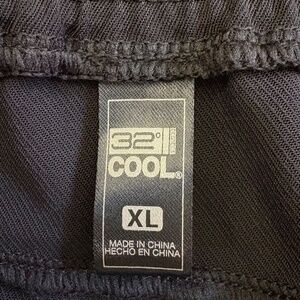 32°
COOL®
XL
MADE IN CHINA
HECHO EN CHINA